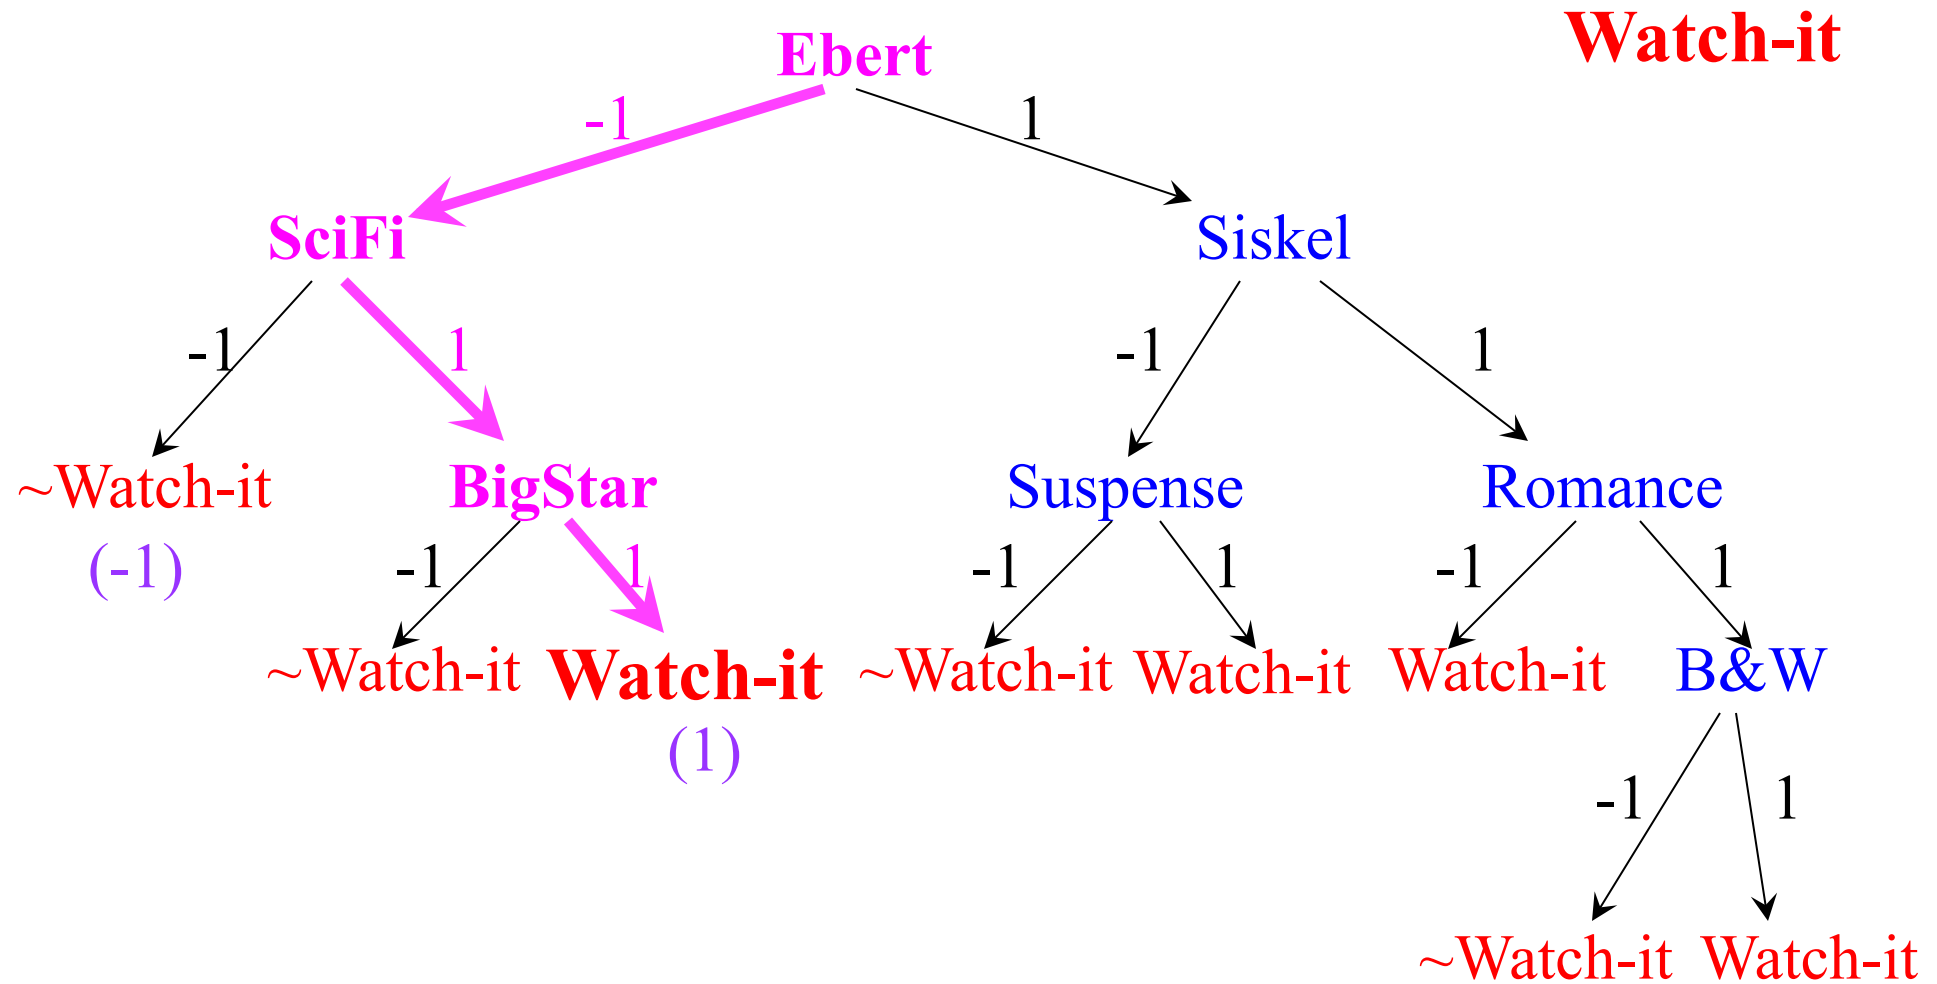 Watch-it
Ebert
-1 1
SciFi Siskel
-1 1 -1 1
~Watch-it BigStar Suspense Romance
(-1) -1 1 -1 1 -1 1
~Watch-it Watch-it ~Watch-it Watch-it Watch-it B&W
(1)
-1 1
~Watch-it Watch-it